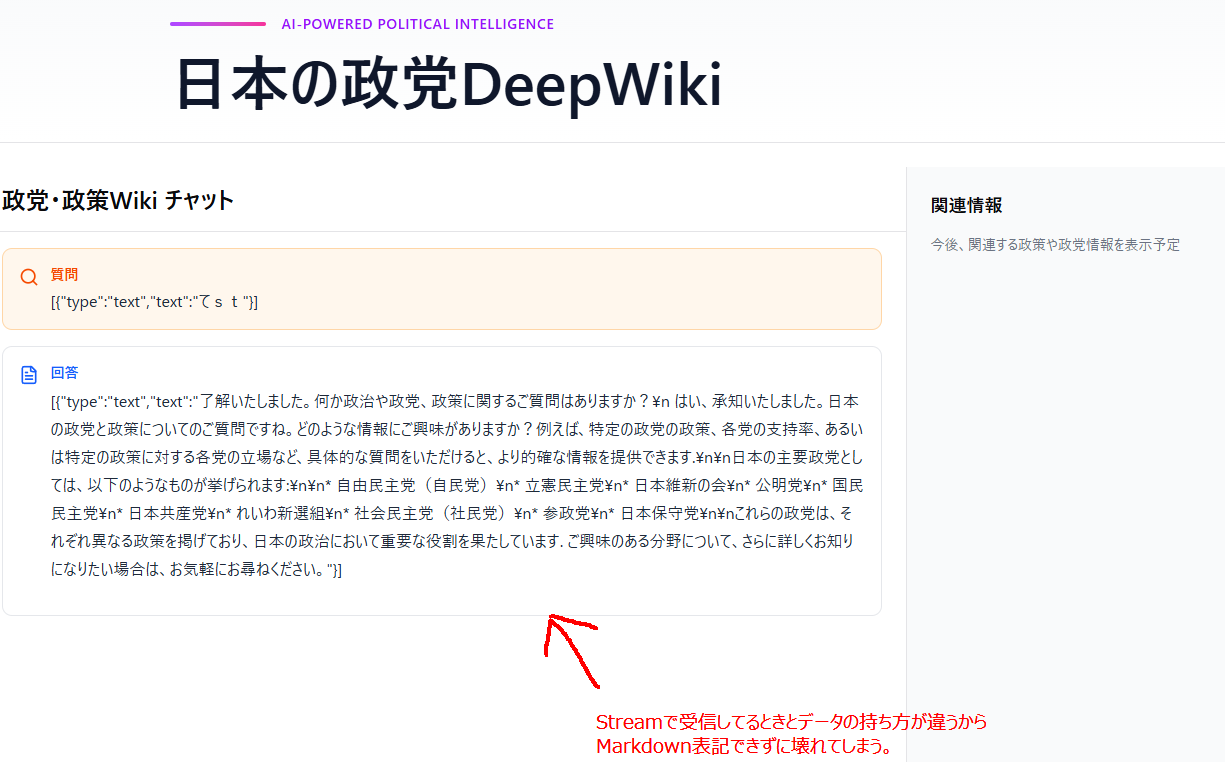 AI-POWERED POLITICAL INTELLIGENCE
日本の政党DeepWiki
政党・政策Wiki チャット
質問
[{"type":"text","text":"てｓｔ"}]
回答
[{"type":"text","text":"了解いたしました。何か政治や政党、政策に関するご質問はありますか？\n はい、承知いたしました。日本
の政党と政策についてのご質問ですね。どのような情報にご興味がありますか？例えば、特定の政党の政策、各党の支持率、あるい
は特定の政策に対する各党の立場など、具体的な質問をいただけると、より的確な情報を提供できます.\n\n日本の主要政党とし
ては、以下のようなものが挙げられます:\n\n* 自由民主党（自民党）\n* 立憲民主党\n* 日本維新の会\n* 公明党\n* 国民
民主党\n* 日本共産党\n* れいわ新選組\n* 社会民主党（社民党）\n* 参政党\n* 日本保守党\n\nこれらの政党は、そ
れぞれ異なる政策を掲げており、日本の政治において重要な役割を果たしています. ご興味のある分野について、さらに詳しくお知り
になりたい場合は、お気軽にお尋ねください。"}]
関連情報
今後、関連する政策や政党情報を表示予定
Streamで受信してるときとデータの持ち方が違うから
Markdown表記できずに壊れてしまう。